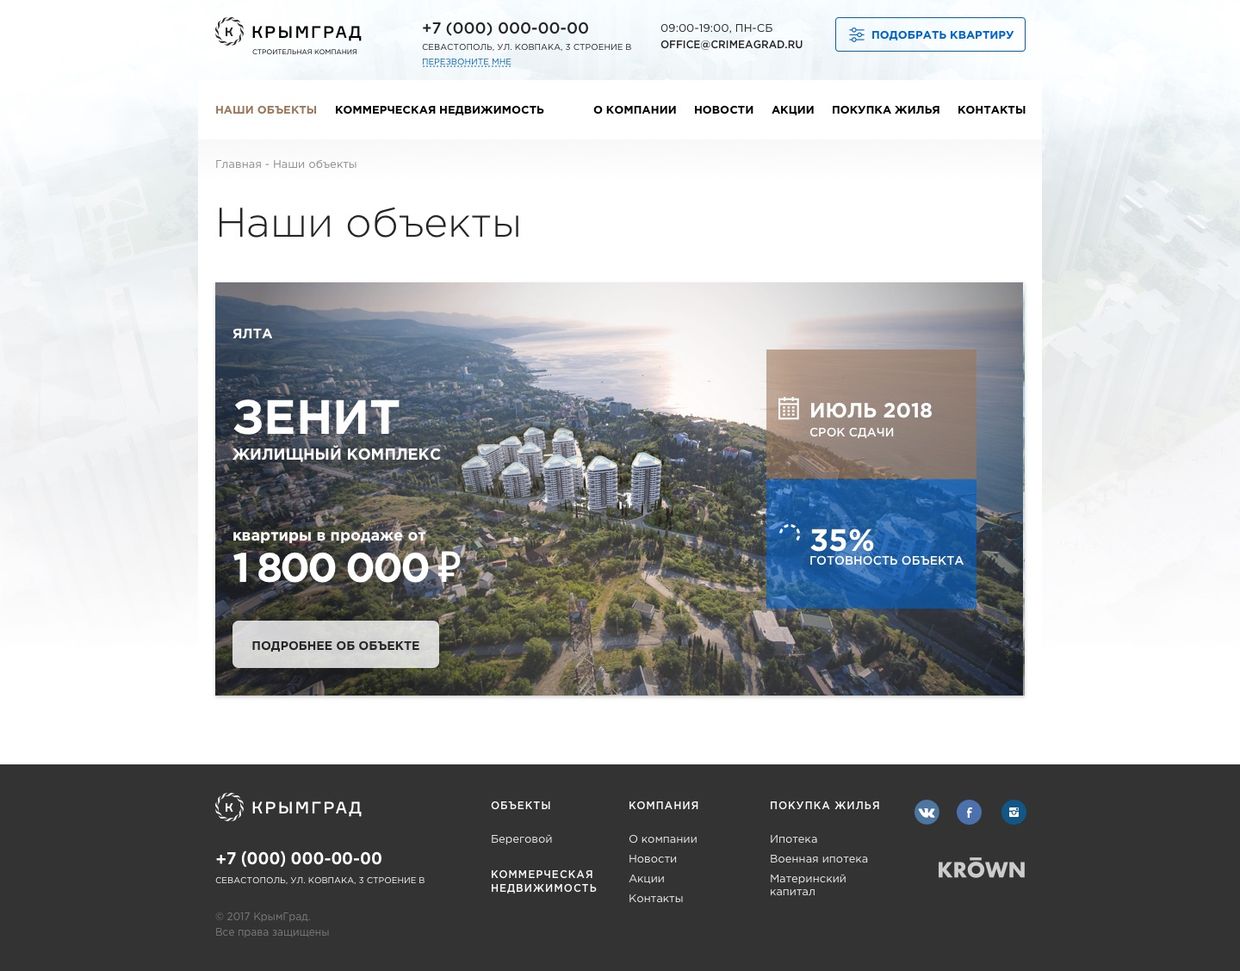 КРЫМГРАД
СТРОИТЕЛЬНАЯ КОМПАНИЯ
+7 (000) 000-00-00
СЕВАСТОПОЛЬ, УЛ. КОВПАКА, 3 СТРОЕНИЕ В
ПЕРЕЗВОНИТЕ МНЕ
09:00-19:00, ПН-СБ
OFFICE@CRIMEAGRAD.RU
ПОДОБРАТЬ КВАРТИРУ
НАШИ ОБЪЕКТЫ КОММЕРЧЕСКАЯ НЕДВИЖИМОСТЬ О КОМПАНИИ НОВОСТИ АКЦИИ ПОКУПКА ЖИЛЬЯ КОНТАКТЫ
Главная - Наши объекты
Наши объекты
ЯЛТА
ЗЕНИТ
ЖИЛИЩНЫЙ КОМПЛЕКС
квартиры в продаже от
1 800 000 ₽
ПОДРОБНЕЕ ОБ ОБЪЕКТЕ
ИЮЛЬ 2018
СРОК СДАЧИ
35%
ГОТОВНОСТЬ ОБЪЕКТА
КРЫМГРАД
+7 (000) 000-00-00
СЕВАСТОПОЛЬ, УЛ. КОВПАКА, 3 СТРОЕНИЕ В
© 2017 КрымГрад.
Все права защищены
ОБЪЕКТЫ
Береговой
КОММЕРЧЕСКАЯ
НЕДВИЖИМОСТЬ
КОМПАНИЯ
О компании
Новости
Акции
Контакты
ПОКУПКА ЖИЛЬЯ
Ипотека
Военная ипотека
Материнский
капитал
KRŌWN